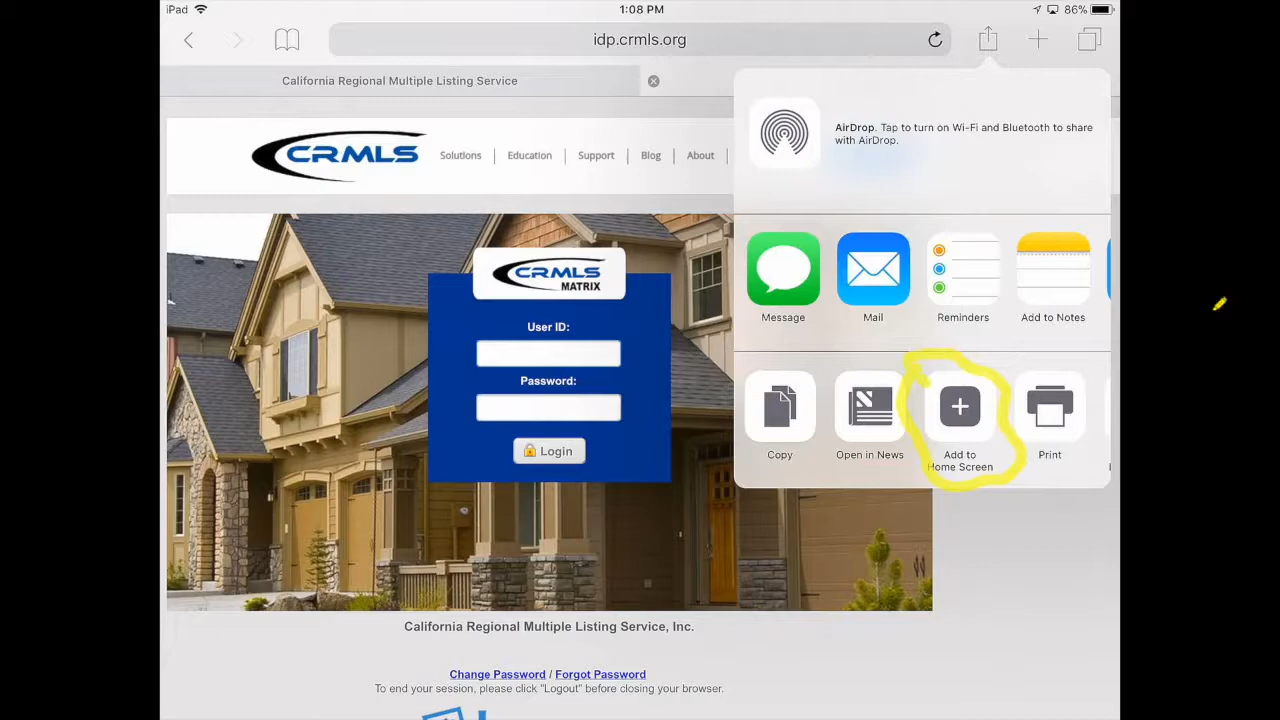 iPad
1:08 PM
86%
idp.crmls.org
California Regional Multiple Listing Service
CRMLS
Solutions
Education
Support
Blog
About
AirDrop. Tap to turn on Wi-Fi and Bluetooth to share
with AirDrop.
Message
Mail
Reminders
Add to Notes
CRMLS
MATRIX
User ID:
Password:
Login
Copy
Open in News
Add to
Home Screen
Print
California Regional Multiple Listing Service, Inc.
Change Password / Forgot Password
To end your session, please click "Logout" before closing your browser.